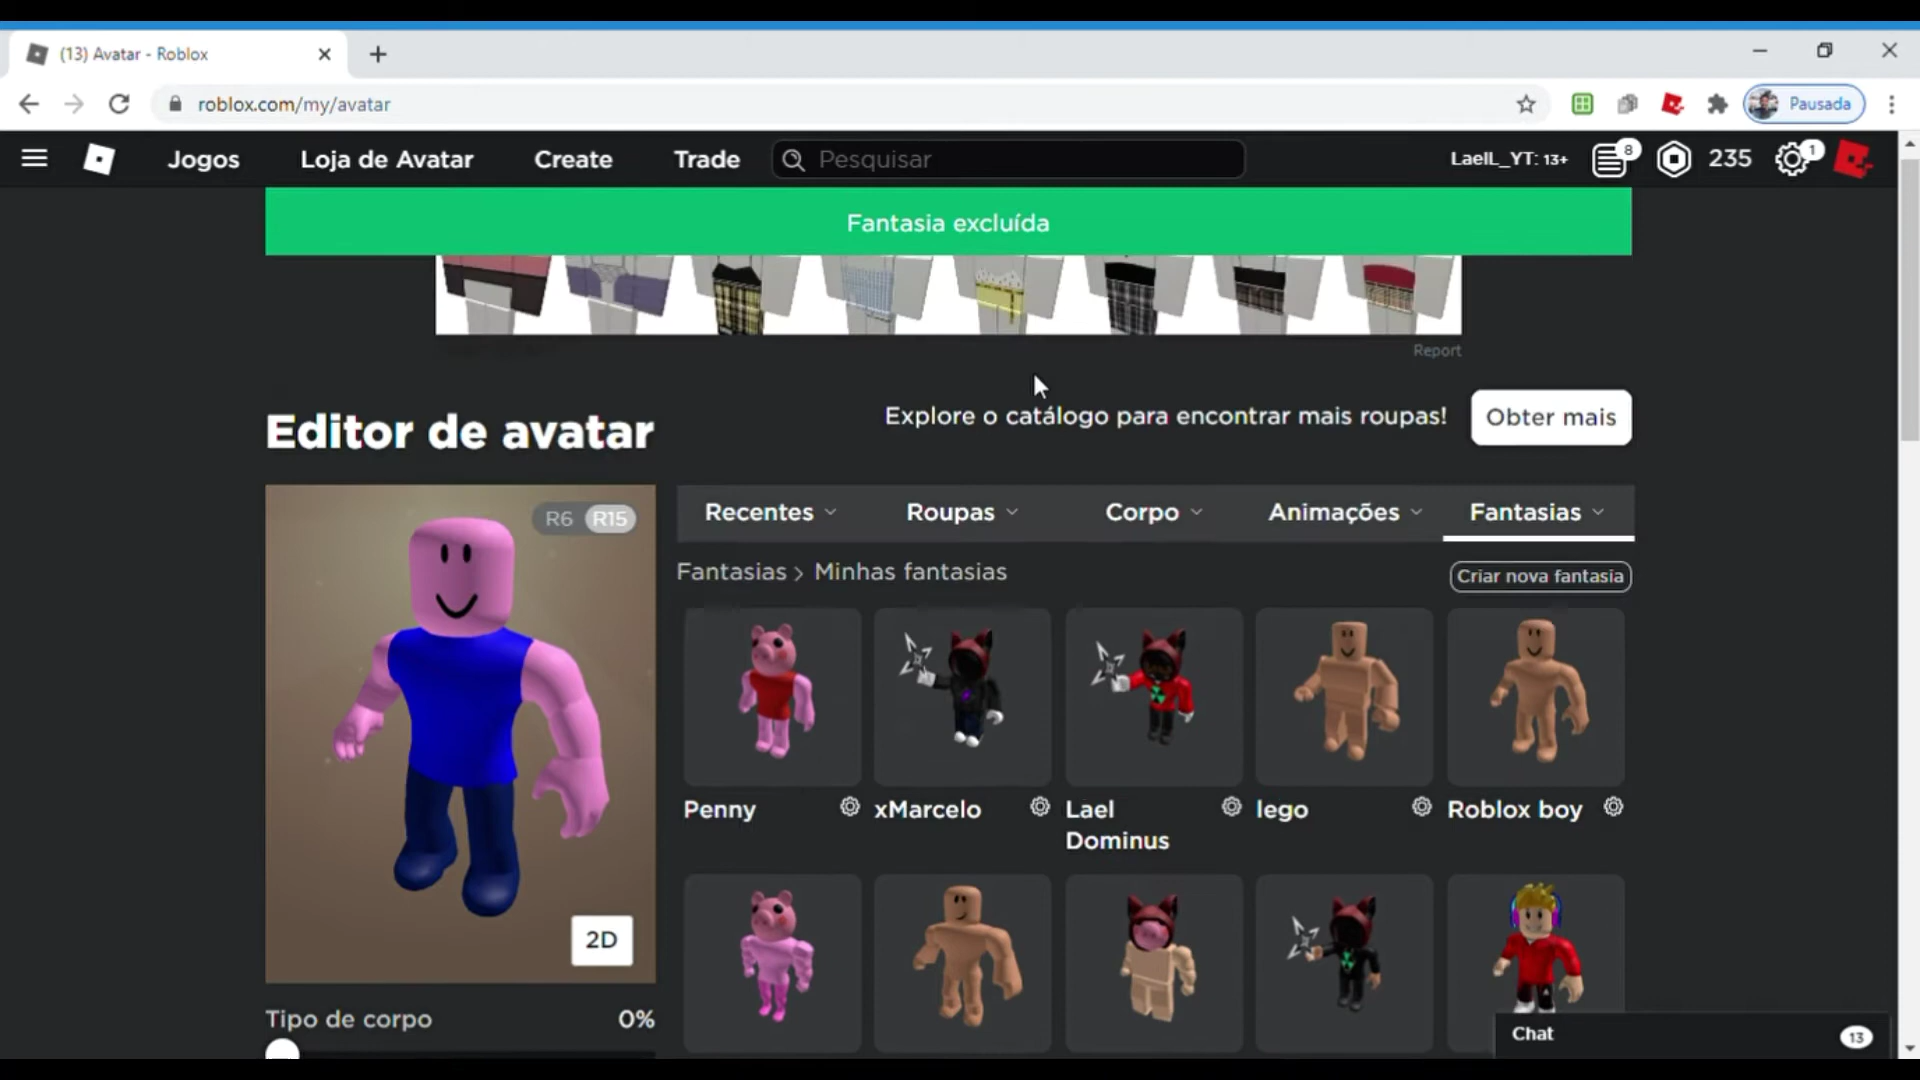 (13) Avatar - Roblox
roblox.com/my/avatar
Pausada
Jogos
Loja de Avatar
Create
Trade
Pesquisar
LaelL_YT: 13+
8
235
1
Fantasia excluída
Report
Explore o catálogo para encontrar mais roupas!
Obter mais
Editor de avatar
R6 R15
Recentes
Roupas
Corpo
Animações
Fantasias
Fantasias > Minhas fantasias
Criar nova fantasia
Penny
xMarcelo
Lael
Dominus
lego
Roblox boy
2D
Tipo de corpo
0%
Chat
13